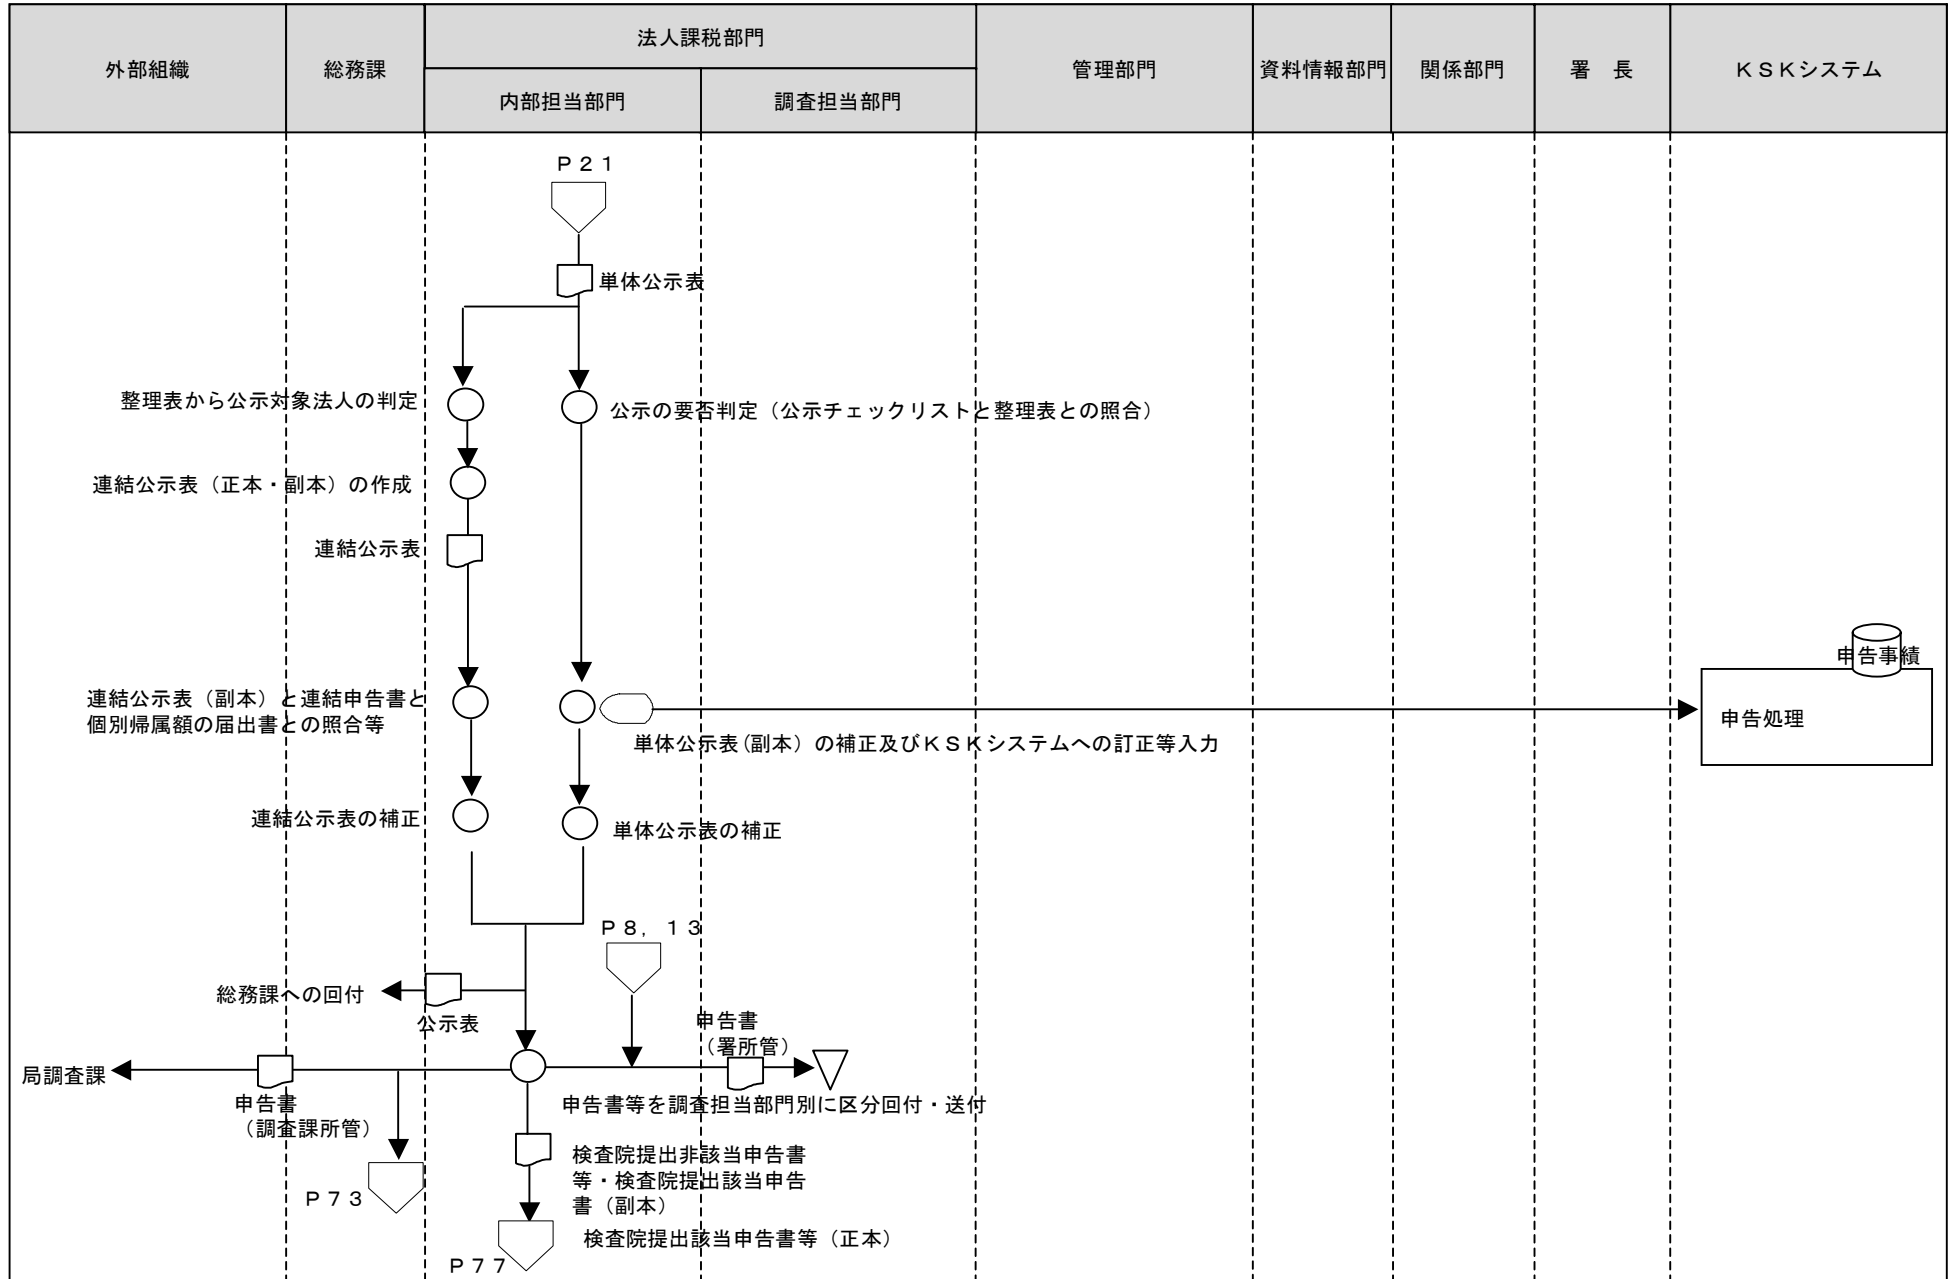 外部組織
総務課
法人課税部門
内部担当部門
調査担当部門
管理部門
資料情報部門
関係部門
署　長
ＫＳＫシステム
Ｐ２１
単体公示表
整理表から公示対象法人の判定
公示の要否判定（公示チェックリストと整理表との照合）
連結公示表（正本・副本）の作成
連結公示表
申告事績
連結公示表（副本）と連結申告書と
個別帰属額の届出書との照合等
申告処理
単体公示表（副本）の補正及びＫＳＫシステムへの訂正等入力
連結公示表の補正
単体公示表の補正
Ｐ８，１３
総務課への回付
公示表
申告書
（署所管）
局調査課
申告書
（調査課所管）
申告書等を調査担当部門別に区分回付・送付
検査院提出非該当申告書
等・検査院提出該当申告
書（副本）
Ｐ７３
検査院提出該当申告書等（正本）
Ｐ７７